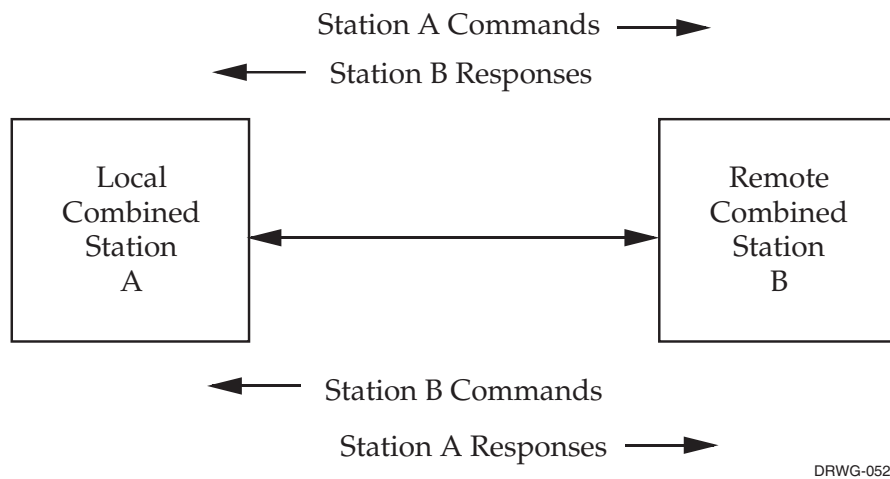 Station A Commands
Station B Responses
Local
Combined
Station
A
Remote
Combined
Station
B
Station B Commands
Station A Responses
DRWG-052